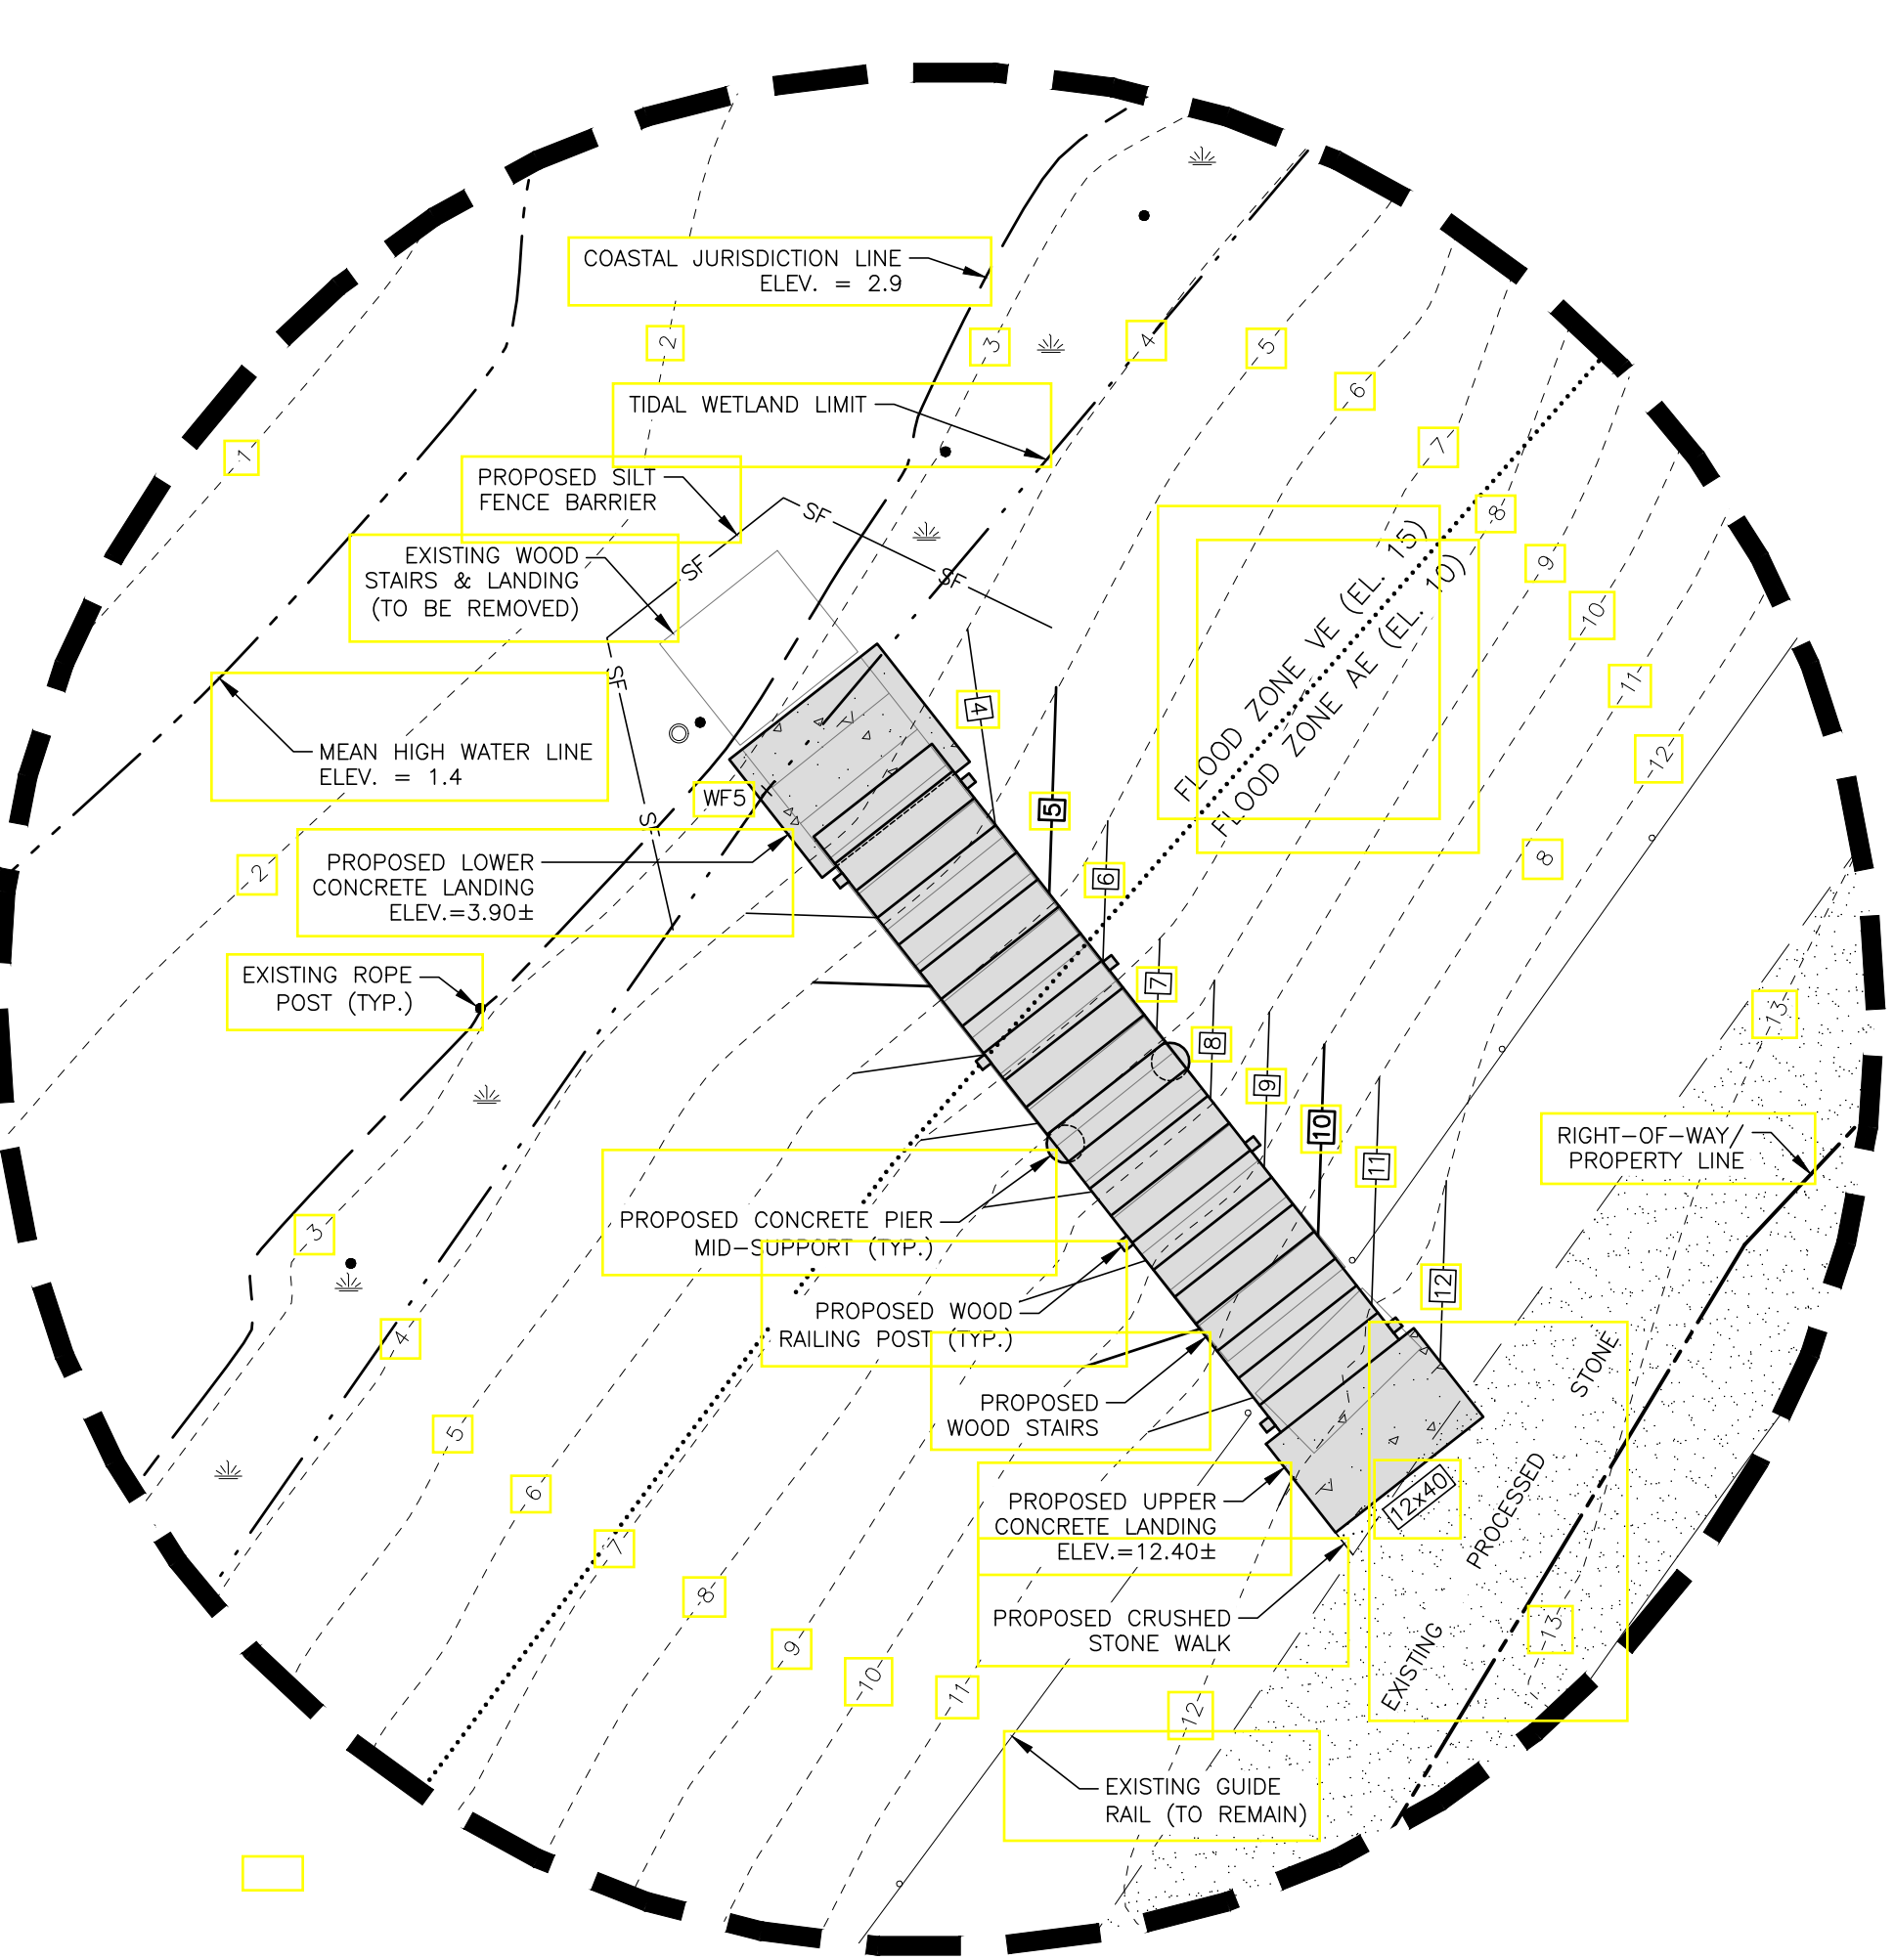 COASTAL JURISDICTION LINE
ELEV. = 2.9
2
3
4
5
6
7
TIDAL WETLAND LIMIT
1
PROPOSED SILT
FENCE BARRIER
SF
8
EXISTING WOOD
STAIRS & LANDING
(TO BE REMOVED)
SF
SF
9
10
FLOOD ZONE VE (EL. 15)
FLOOD ZONE AE (EL. 10)
SF
11
12
4
MEAN HIGH WATER LINE
ELEV. = 1.4
WF5
5
PROPOSED LOWER
CONCRETE LANDING
ELEV.=3.90±
2
6
8
EXISTING ROPE
POST (TYP.)
7
8
9
10
11
12
13
RIGHT-OF-WAY/
PROPERTY LINE
PROPOSED CONCRETE PIER
MID-SUPPORT (TYP.)
3
4
PROPOSED WOOD
RAILING POST (TYP.)
PROPOSED
WOOD STAIRS
5
6
7
8
9
10
11
12
13
PROPOSED UPPER
CONCRETE LANDING
ELEV.=12.40±
12x40
EXISTING PROCESSED STONE
PROPOSED CRUSHED
STONE WALK
EXISTING GUIDE
RAIL (TO REMAIN)